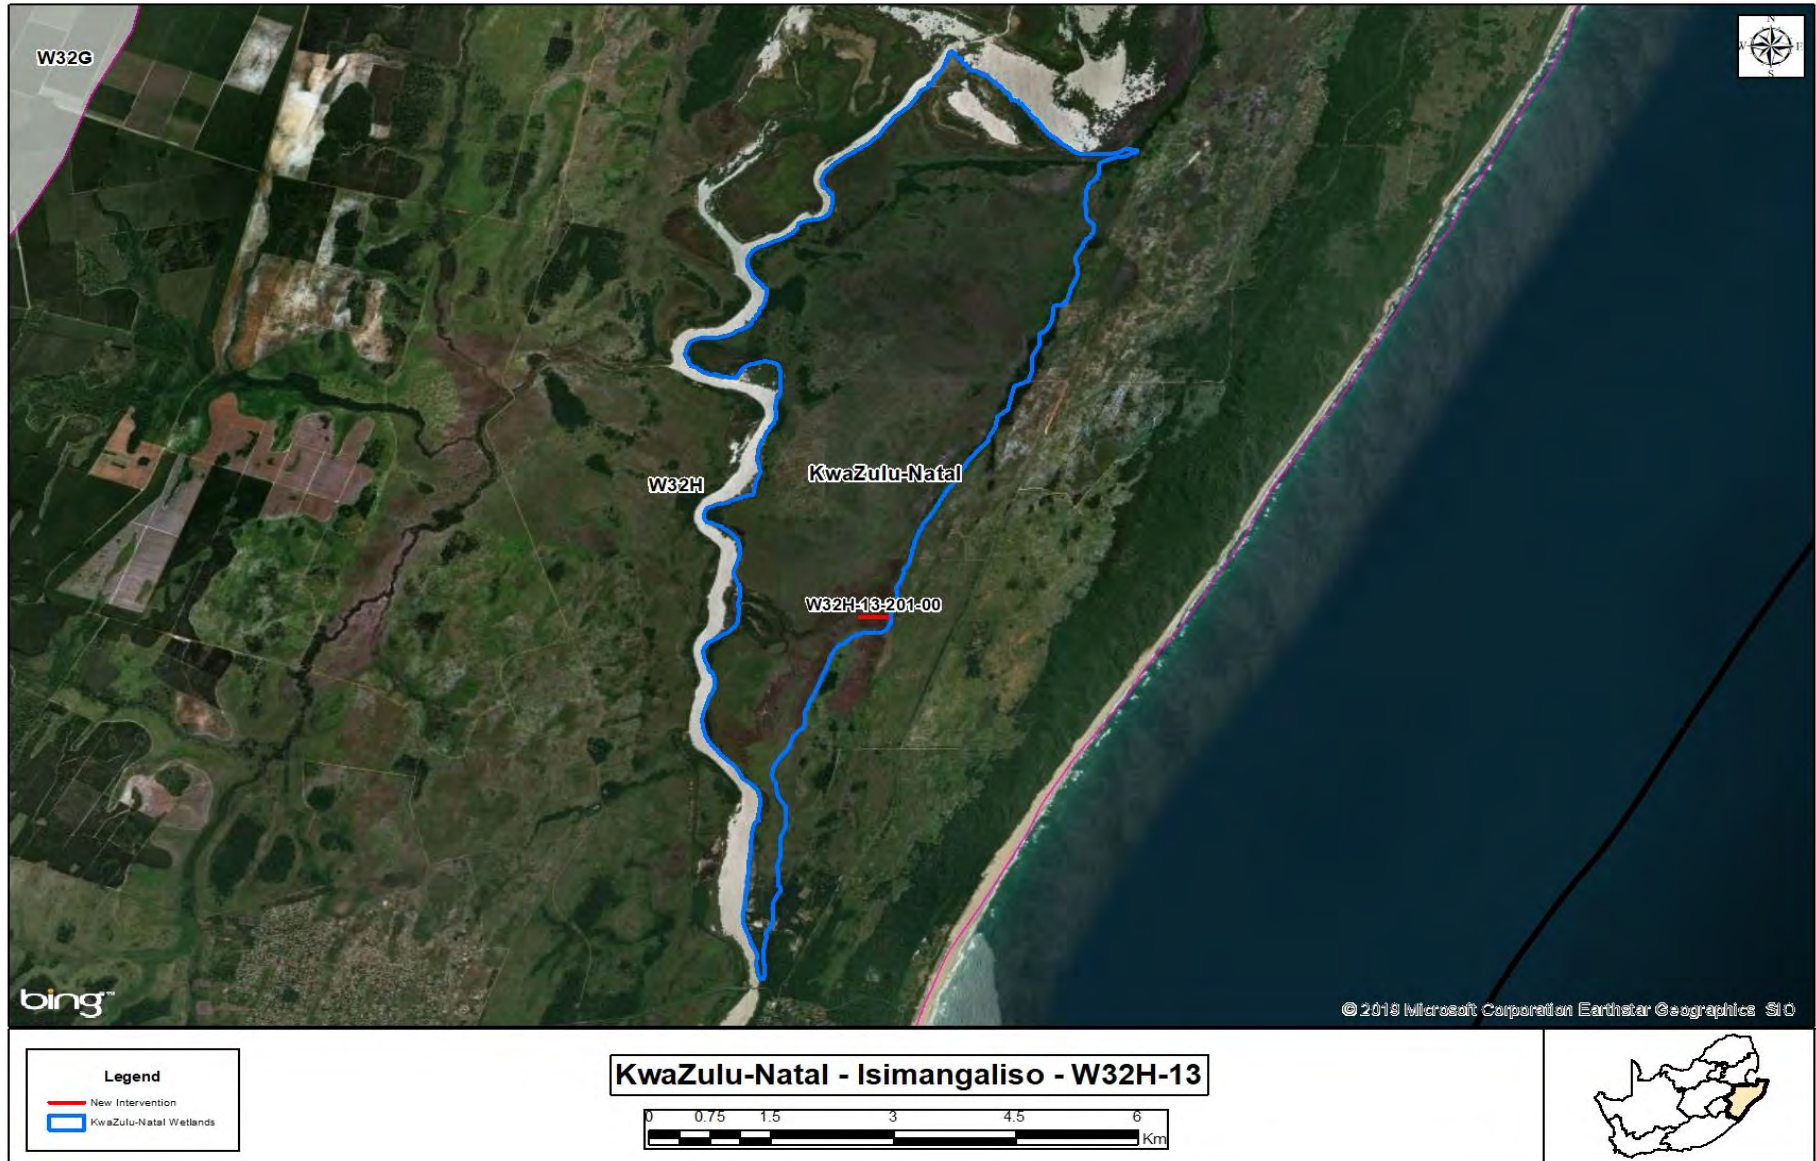 W32G
N
W E
S
KwaZulu-Natal
W32H
W32H-13-201-00
bing™
© 2019 Microsoft Corporation Earthstar Geographics SIO
Legend
New Intervention
KwaZulu-Natal Wetlands
KwaZulu-Natal - Isimangaliso - W32H-13
0 0.75 1.5 3 4.5 6
Km